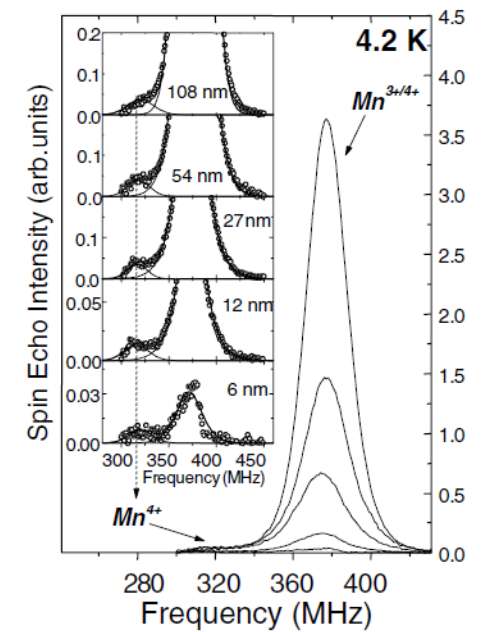 4.2 K
Mn3+/4+
Spin Echo Intensity (arb.units)
4.5
4.0
3.5
3.0
2.5
2.0
1.5
1.0
0.5
0.0
0.2
0.1
0.0
108 nm
0.1
0.0
54 nm
0.1
0.0
27nm
0.05
0.00
12 nm
0.03
0.00
6 nm
300 350 400 450
Frequency(MHz)
Mn4+
280 320 360 400
Frequency (MHz)